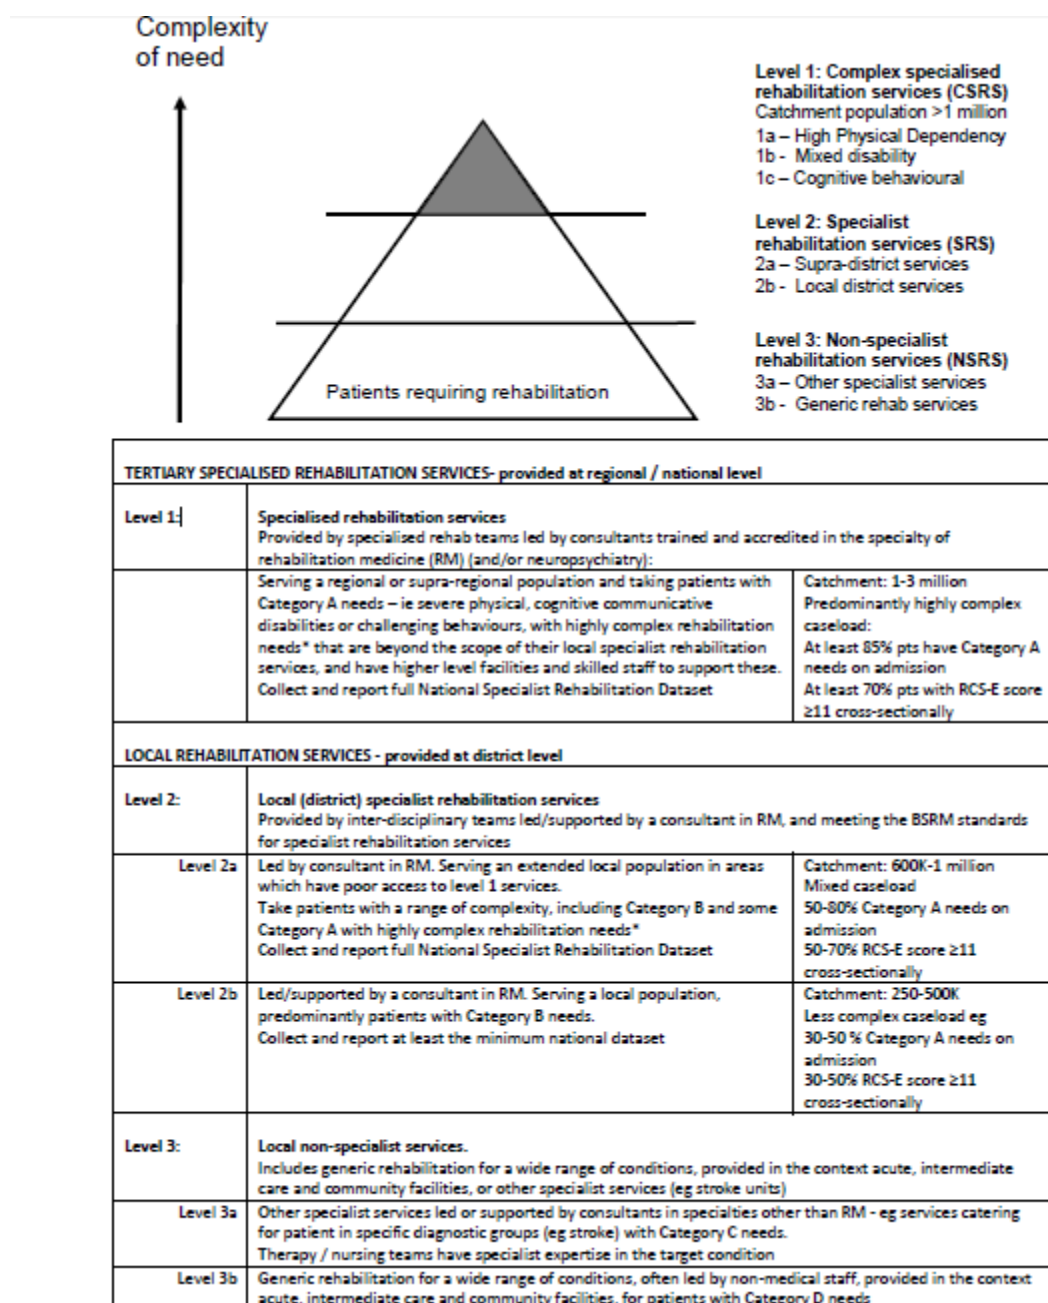 Complexity
of need
Level 1: Complex specialised
rehabilitation services (CSRS)
Catchment population >1 million
1a – High Physical Dependency
1b - Mixed disability
1c – Cognitive behavioural
Level 2: Specialist
rehabilitation services (SRS)
2a – Supra-district services
2b - Local district services
Level 3: Non-specialist
rehabilitation services (NSRS)
3a – Other specialist services
3b - Generic rehab services
Patients requiring rehabilitation
TERTIARY SPECIALISED REHABILITATION SERVICES- provided at regional / national level
Level 1:
Specialised rehabilitation services
Provided by specialised rehab teams led by consultants trained and accredited in the specialty of
rehabilitation medicine (RM) (and/or neuropsychiatry):
Serving a regional or supra-regional population and taking patients with
Category A needs – ie severe physical, cognitive communicative
disabilities or challenging behaviours, with highly complex rehabilitation
needs* that are beyond the scope of their local specialist rehabilitation
services, and have higher level facilities and skilled staff to support these.
Collect and report full National Specialist Rehabilitation Dataset
Catchment: 1-3 million
Predominantly highly complex
caseload:
At least 85% pts have Category A
needs on admission
At least 70% pts with RCS-E score
≥11 cross-sectionally
LOCAL REHABILITATION SERVICES - provided at district level
Level 2:
Local (district) specialist rehabilitation services
Provided by inter-disciplinary teams led/supported by a consultant in RM, and meeting the BSRM standards
for specialist rehabilitation services
Level 2a
Led by consultant in RM. Serving an extended local population in areas
which have poor access to level 1 services.
Take patients with a range of complexity, including Category B and some
Category A with highly complex rehabilitation needs*
Collect and report full National Specialist Rehabilitation Dataset
Catchment: 600K-1 million
Mixed caseload
50-80% Category A needs on
admission
50-70% RCS-E score ≥11
cross-sectionally
Level 2b
Led/supported by a consultant in RM. Serving a local population,
predominantly patients with Category B needs.
Collect and report at least the minimum national dataset
Catchment: 250-500K
Less complex caseload eg
30-50 % Category A needs on
admission
30-50% RCS-E score ≥11
cross-sectionally
Level 3:
Local non-specialist services.
Includes generic rehabilitation for a wide range of conditions, provided in the context acute, intermediate
care and community facilities, or other specialist services (eg stroke units)
Level 3a
Other specialist services led or supported by consultants in specialties other than RM - eg services catering
for patient in specific diagnostic groups (eg stroke) with Category C needs.
Therapy / nursing teams have specialist expertise in the target condition
Level 3b
Generic rehabilitation for a wide range of conditions, often led by non-medical staff, provided in the context
acute, intermediate care and community facilities, for patients with Category D needs